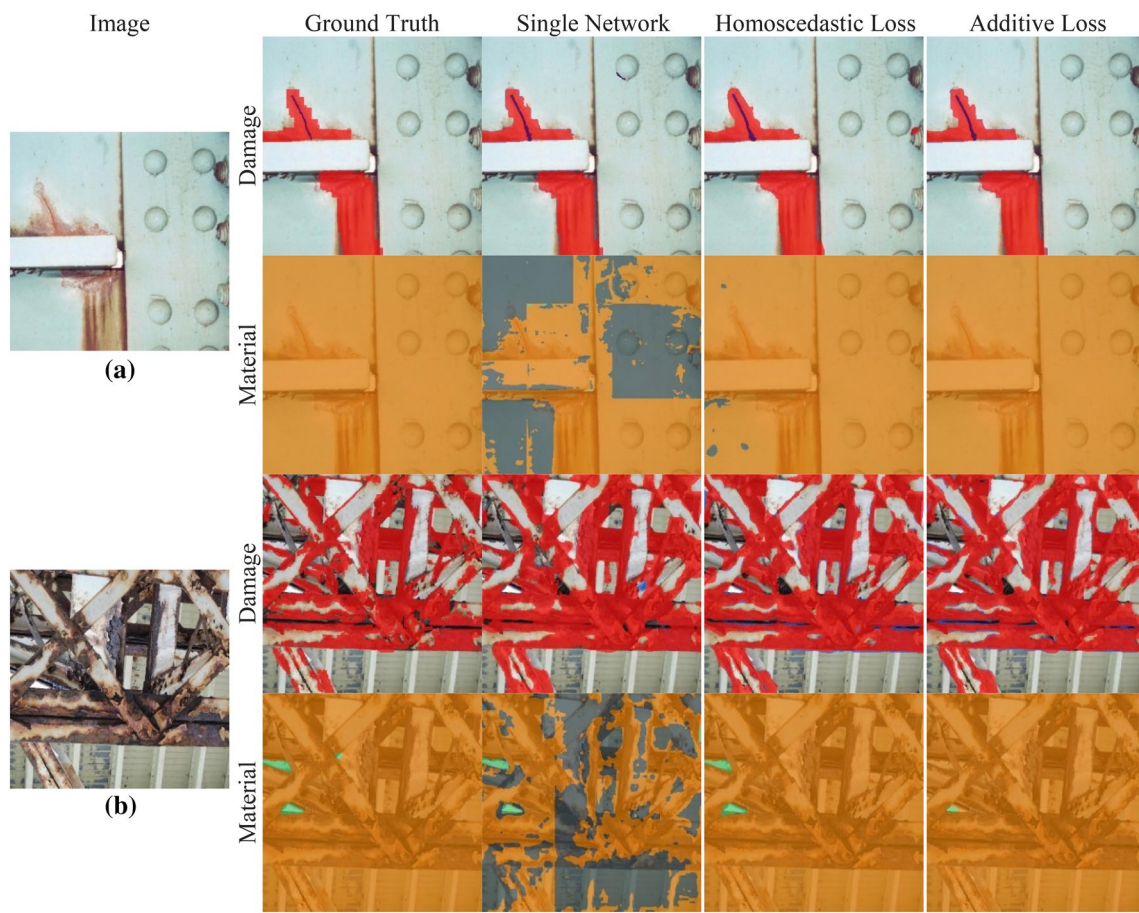 Image
Ground Truth
Single Network
Homoscedastic Loss
Additive Loss
Damage
Material
(a)
Damage
Material
(b)